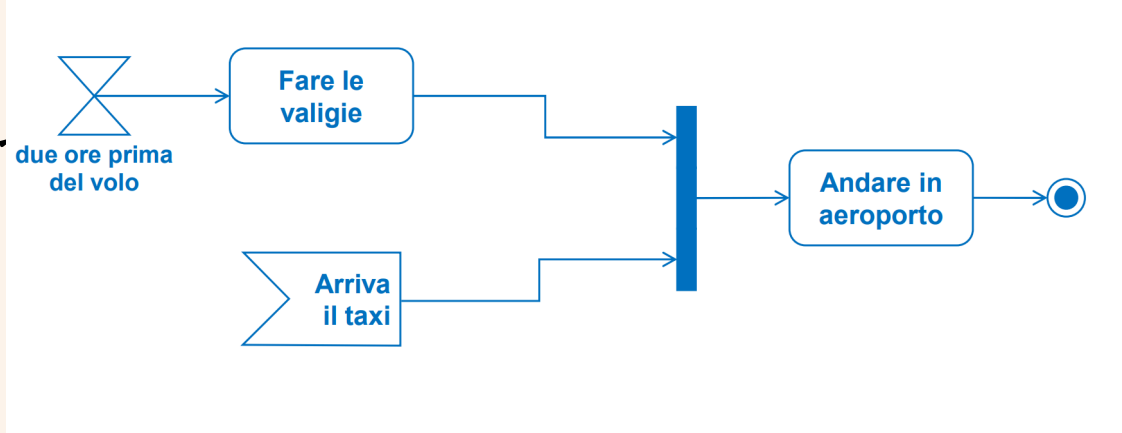 Fare le
valigie
due ore prima
del volo
Andare in
aeroporto
Arriva
il taxi